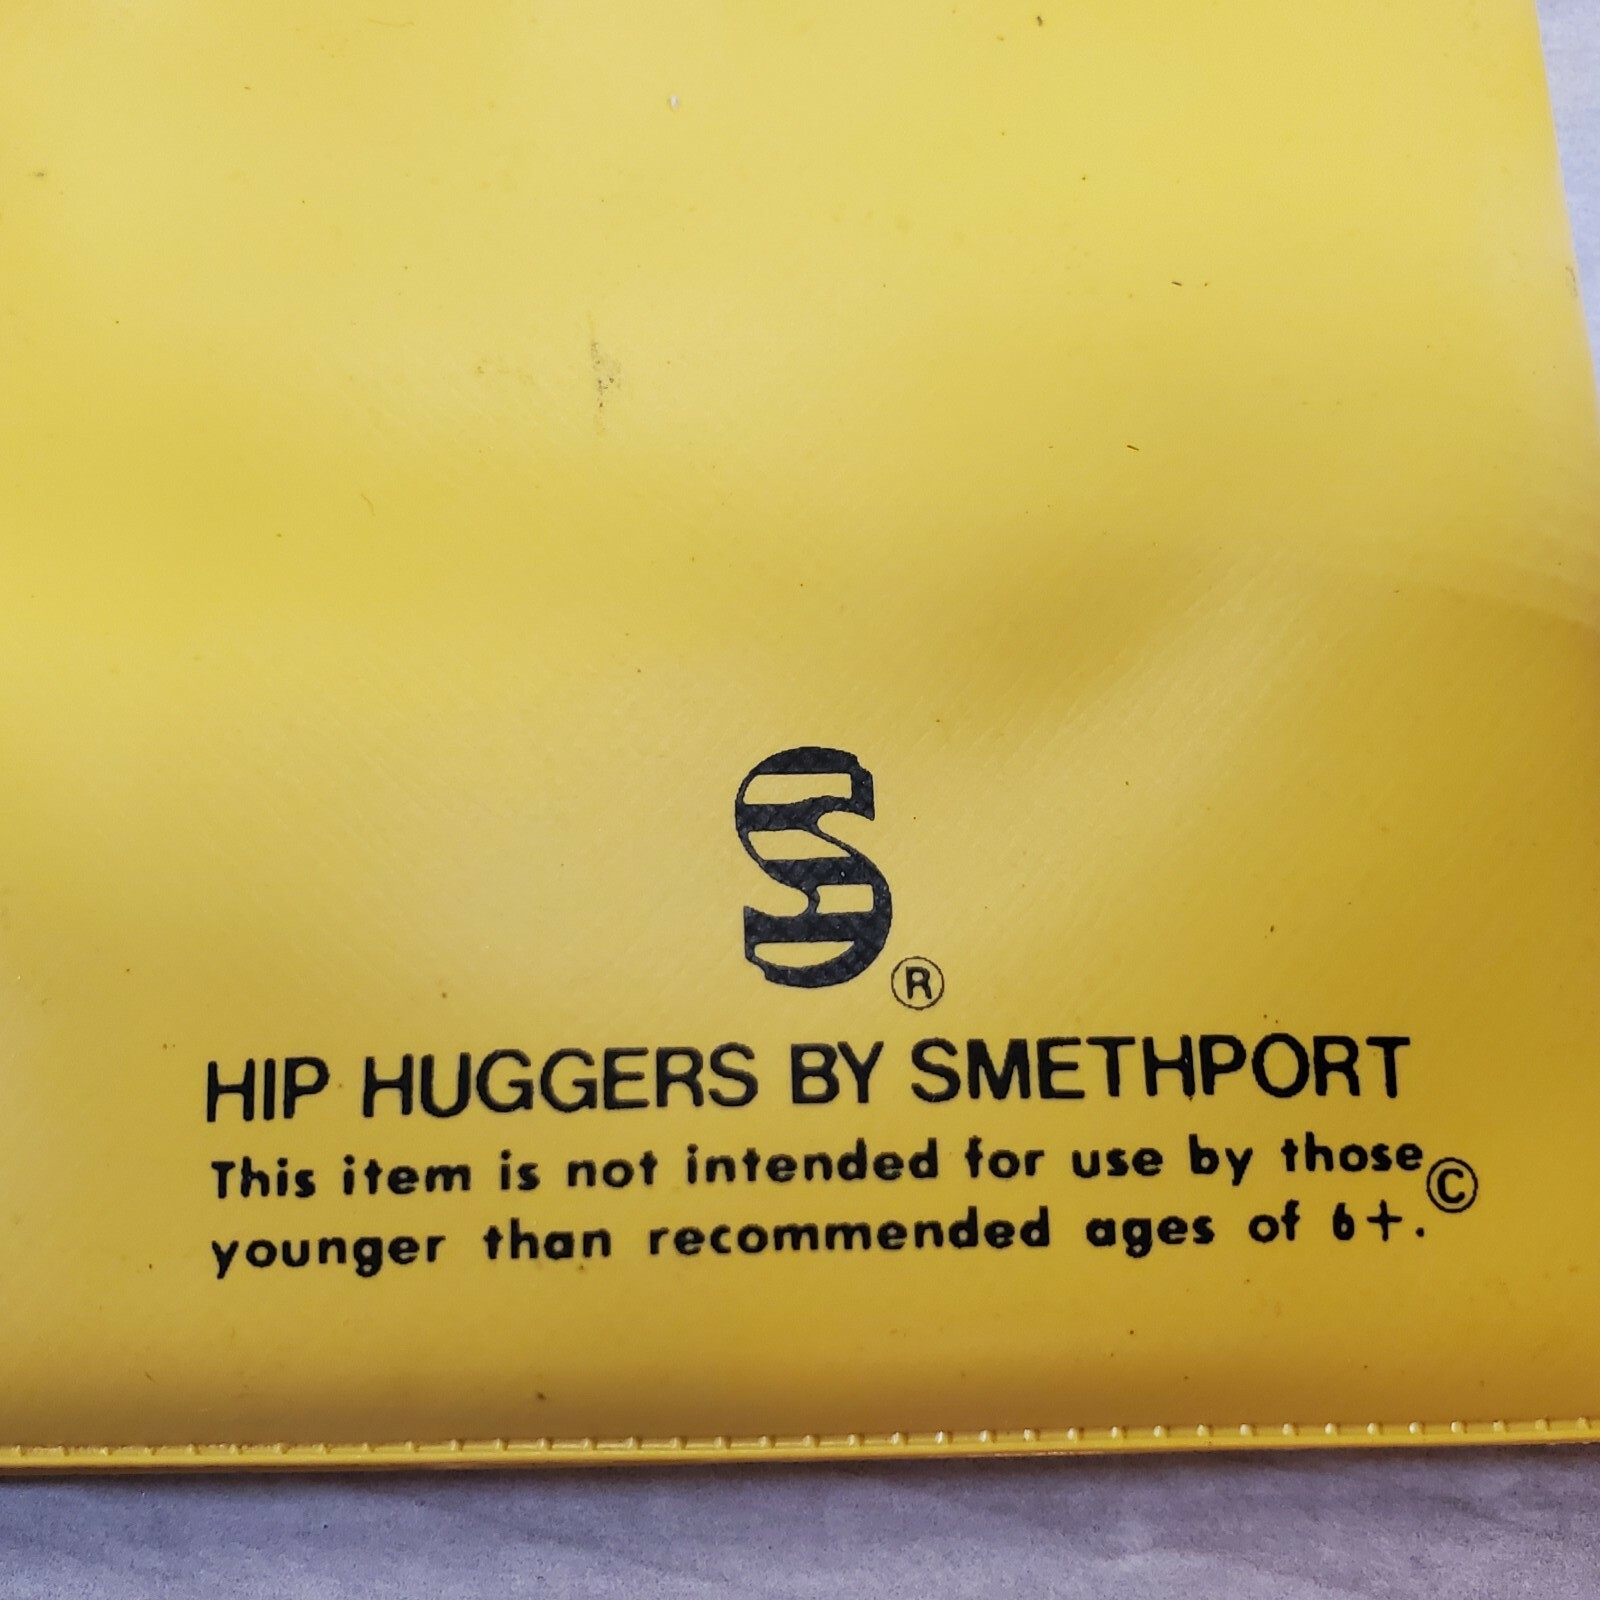 S®
HIP HUGGERS BY SMETHPORT
This item is not intended for use by those ©
younger than recommended ages of 6+.